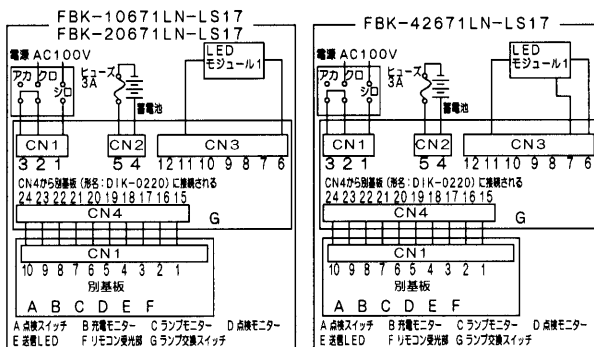 FBK-10671LN-LS17
FBK-20671LN-LS17
電源 AC100V
アカ クロ
シロ
ヒューズ
3A
蓄電池
LED
モジュール1
CN1
3 2 1
CN2
5 4
CN3
12 11 10 9 8 7 6
CN4から別基板 (形名:DIK-0220) に接続される
24 23 22 21 20 19 18 17 16 15
CN4
G
CN1
10 9 8 7 6 5 4 3 2 1
別基板
A B C D E F
A 点検スイッチ B 充電モニター C ランプモニター D 点検モニター
E 送信LED F リモコン受光部 G ランプ交換スイッチ
FBK-42671LN-LS17
電源 AC100V
アカ クロ
シロ
ヒューズ
3A
蓄電池
LED
モジュール1
CN1
3 2 1
CN2
5 4
CN3
12 11 10 9 8 7 6
CN4から別基板 (形名:DIK-0220) に接続される
24 23 22 21 20 19 18 17 16 15
CN4
G
CN1
10 9 8 7 6 5 4 3 2 1
別基板
A B C D E F
A 点検スイッチ B 充電モニター C ランプモニター D 点検モニター
E 送信LED F リモコン受光部 G ランプ交換スイッチ